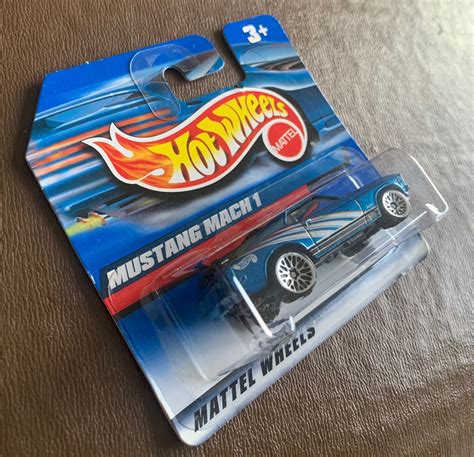 3+
HOT WHEELS
MATTEL
MUSTANG MACH 1
MATTEL WHEELS